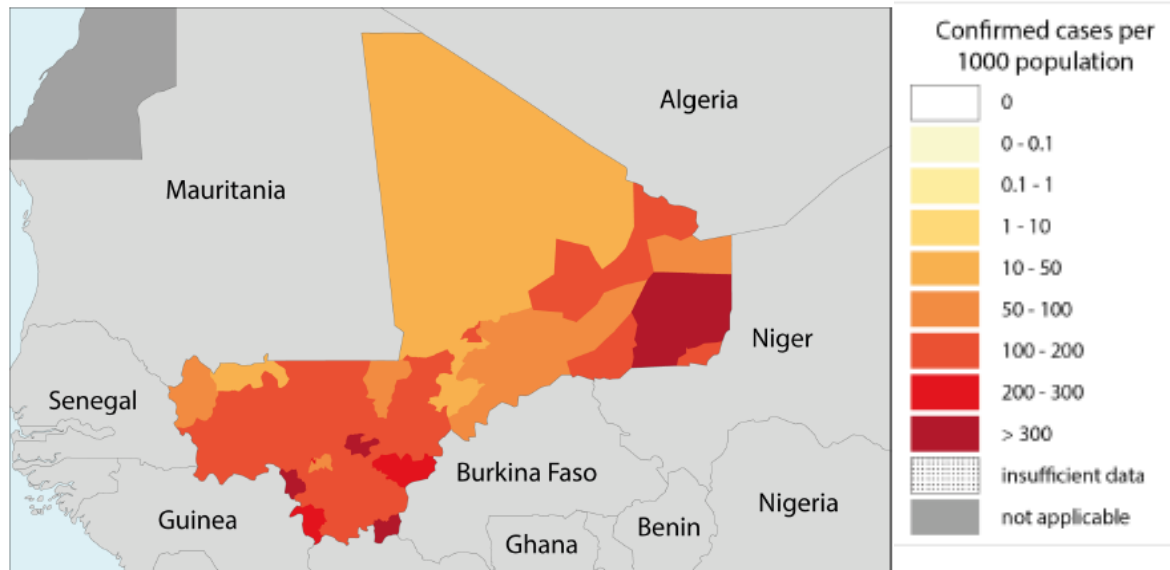 Algeria
Mauritania
Niger
Senegal
Burkina Faso
Nigeria
Guinea
Benin
Ghana
Confirmed cases per
1000 population
0
0 - 0.1
0.1 - 1
1 - 10
10 - 50
50 - 100
100 - 200
200 - 300
> 300
insufficient data
not applicable